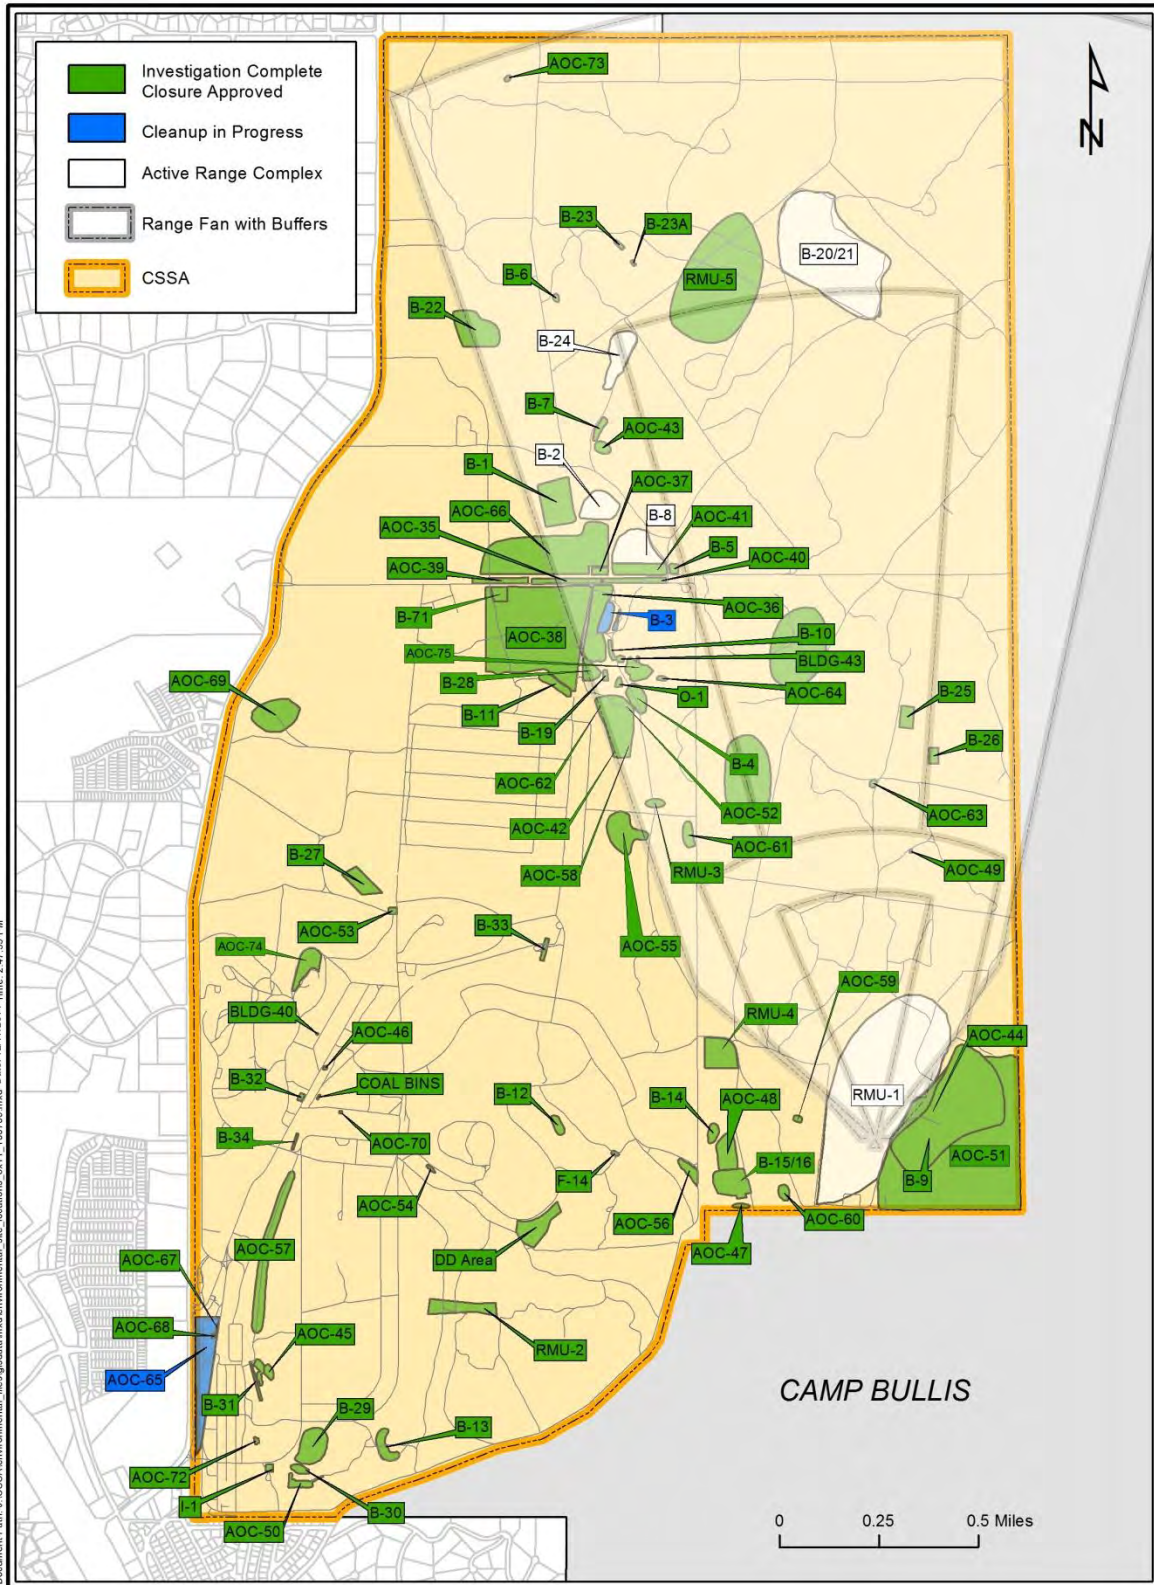 Investigation Complete
Closure Approved
Cleanup in Progress
Active Range Complex
Range Fan with Buffers
CSSA
N
AOC-73
B-23
B-23A
B-20/21
RMU-5
B-6
B-22
B-24
B-7
AOC-43
B-2
B-1
AOC-37
AOC-66
B-8
AOC-41
AOC-35
B-5
AOC-40
AOC-39
AOC-36
B-71
B-3
AOC-38
B-10
AOC-75
BLDG-43
B-28
AOC-64
AOC-69
O-1
B-25
B-11
B-19
B-26
B-4
AOC-62
AOC-52
AOC-63
AOC-42
AOC-61
B-27
AOC-58
RMU-3
AOC-49
AOC-53
B-33
AOC-55
AOC-74
AOC-59
BLDG-40
RMU-4
AOC-44
AOC-46
B-32
COAL BINS
RMU-1
B-12
B-14
AOC-48
B-34
AOC-70
AOC-51
B-15/16
F-14
B-9
AOC-54
AOC-56
AOC-60
AOC-57
DD Area
AOC-47
AOC-67
AOC-68
AOC-45
RMU-2
AOC-65
CAMP BULLIS
B-31
B-29
B-13
AOC-72
I-1
B-30
AOC-50
0 0.25 0.5 Miles